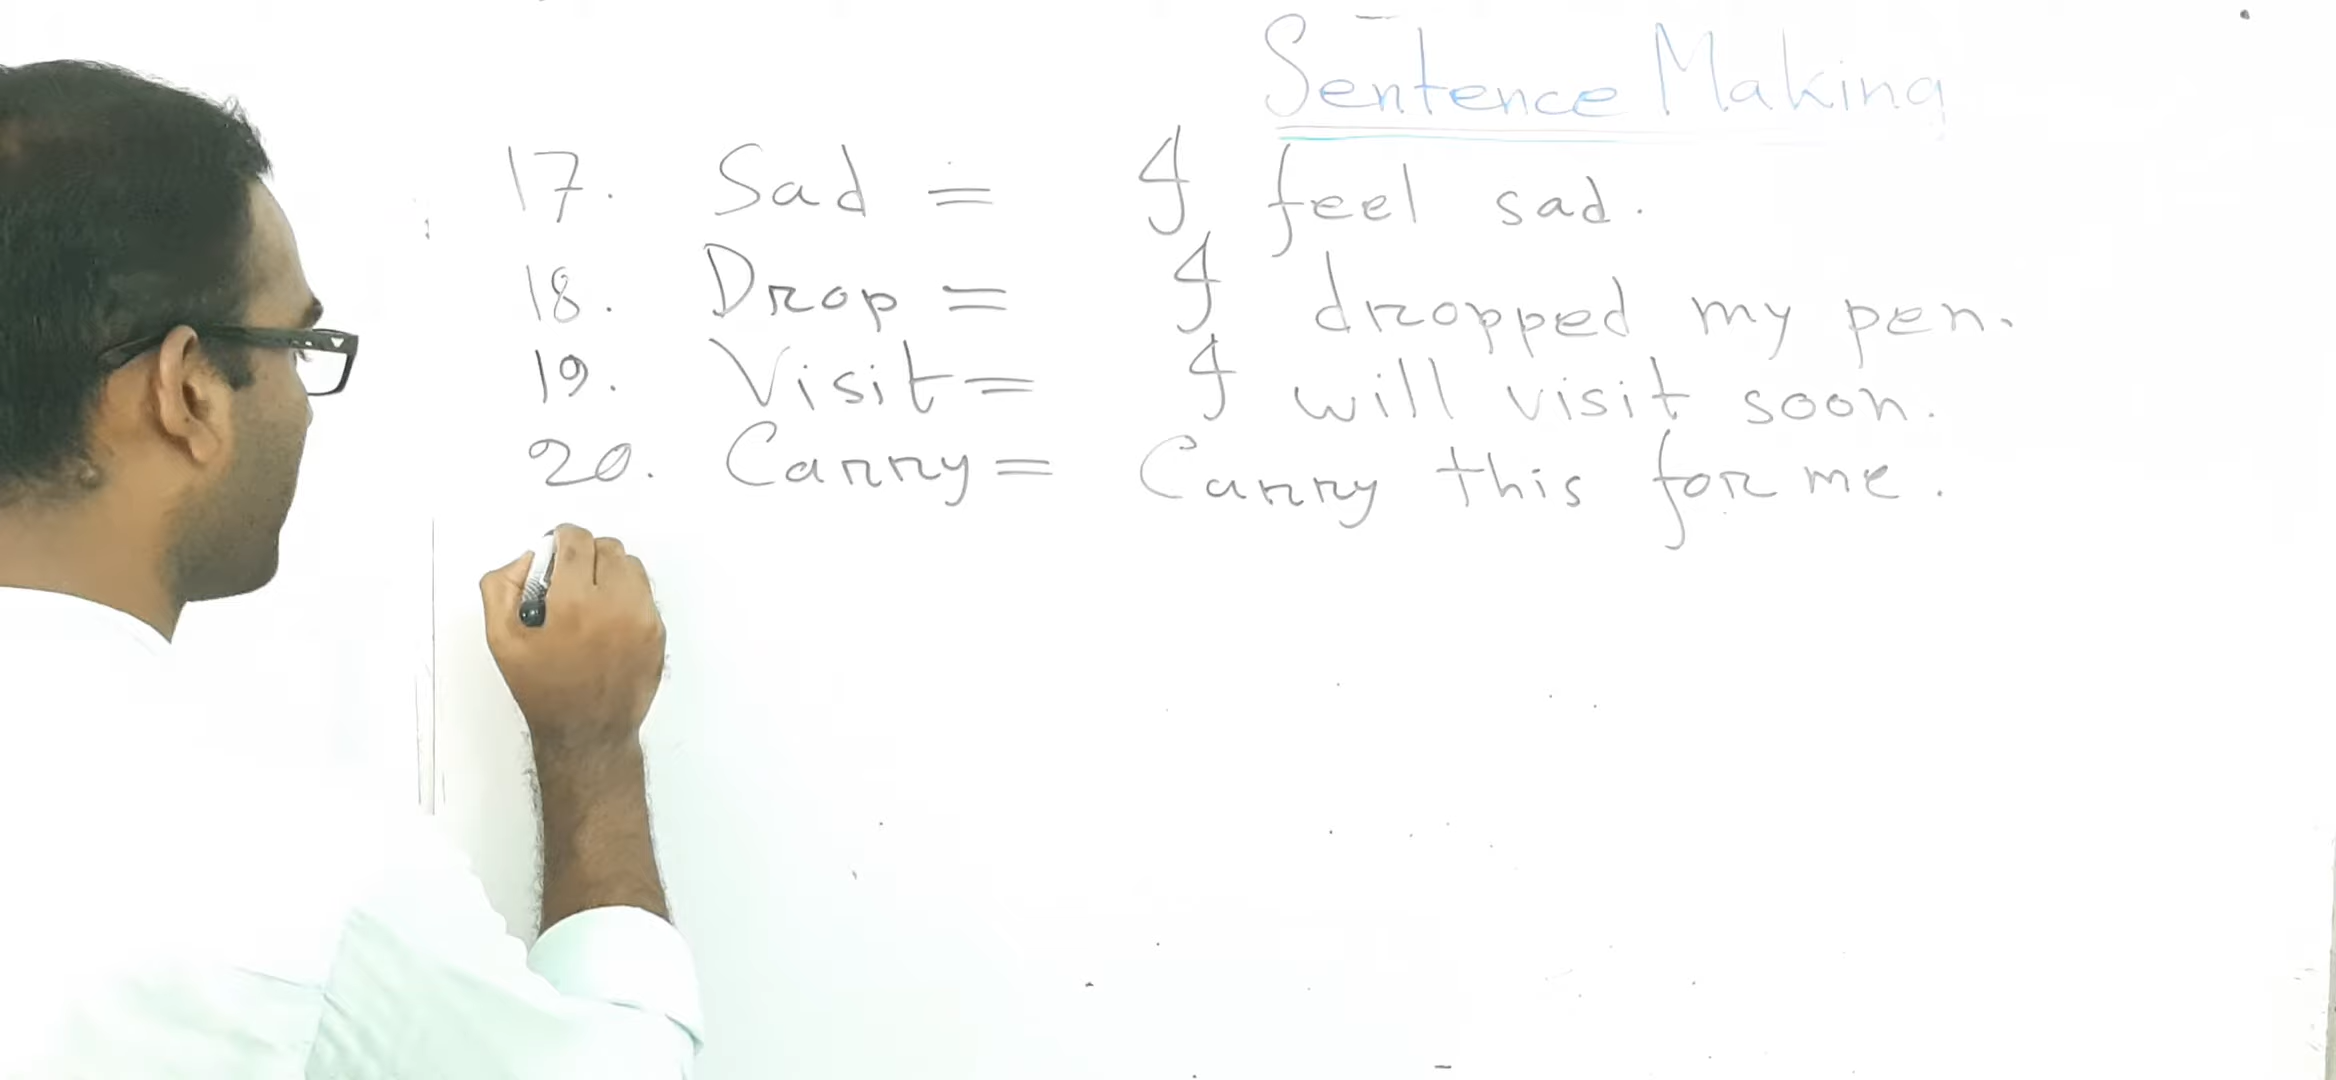 Sentence Making
17. Sad = I feel sad.
18. Drop = I dropped my pen.
19. Visit = I will visit soon.
20. Carry = Carry this for me.